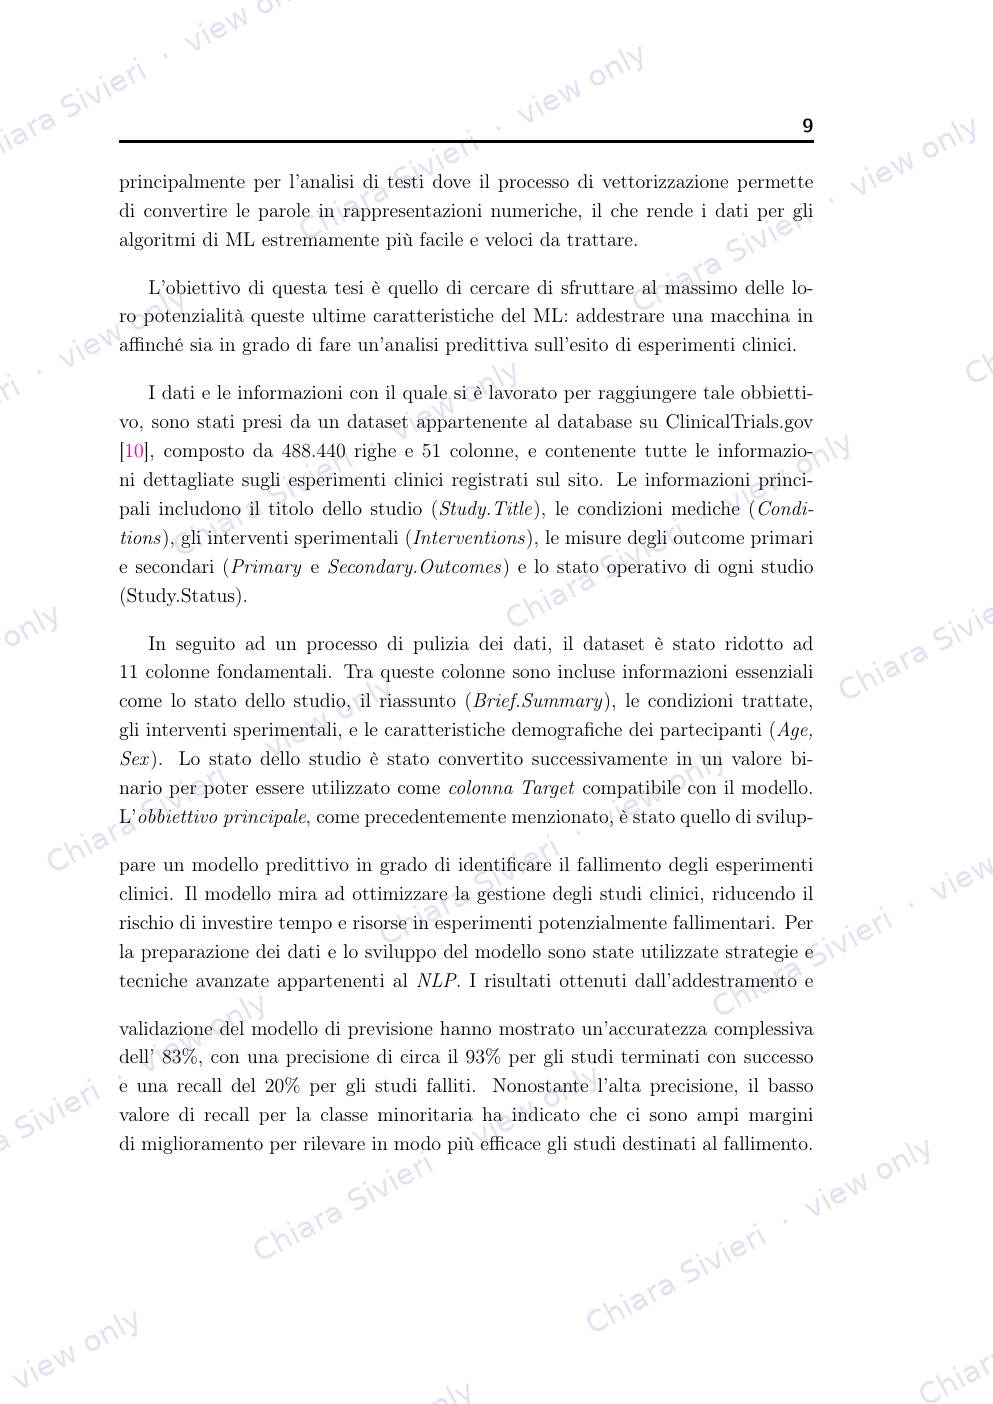 9
principalmente per l'analisi di testi dove il processo di vettorizzazione permette
di convertire le parole in rappresentazioni numeriche, il che rende i dati per gli
algoritmi di ML estremamente più facile e veloci da trattare.
L'obiettivo di questa tesi è quello di cercare di sfruttare al massimo delle lo-
ro potenzialità queste ultime caratteristiche del ML: addestrare una macchina in
affinché sia in grado di fare un'analisi predittiva sull'esito di esperimenti clinici.
I dati e le informazioni con il quale si è lavorato per raggiungere tale obbietti-
vo, sono stati presi da un dataset appartenente al database su ClinicalTrials.gov
[10], composto da 488.440 righe e 51 colonne, e contenente tutte le informazio-
ni dettagliate sugli esperimenti clinici registrati sul sito. Le informazioni princi-
pali includono il titolo dello studio (Study.Title), le condizioni mediche (Condi-
tions), gli interventi sperimentali (Interventions), le misure degli outcome primari
e secondari (Primary e Secondary.Outcomes) e lo stato operativo di ogni studio
(Study.Status).
In seguito ad un processo di pulizia dei dati, il dataset è stato ridotto ad
11 colonne fondamentali. Tra queste colonne sono incluse informazioni essenziali
come lo stato dello studio, il riassunto (Brief.Summary), le condizioni trattate,
gli interventi sperimentali, e le caratteristiche demografiche dei partecipanti (Age,
Sex). Lo stato dello studio è stato convertito successivamente in un valore bi-
nario per poter essere utilizzato come colonna Target compatibile con il modello.
L'obbiettivo principale, come precedentemente menzionato, è stato quello di svilup-
pare un modello predittivo in grado di identificare il fallimento degli esperimenti
clinici. Il modello mira ad ottimizzare la gestione degli studi clinici, riducendo il
rischio di investire tempo e risorse in esperimenti potenzialmente fallimentari. Per
la preparazione dei dati e lo sviluppo del modello sono state utilizzate strategie e
tecniche avanzate appartenenti al NLP. I risultati ottenuti dall'addestramento e
validazione del modello di previsione hanno mostrato un'accuratezza complessiva
dell' 83%, con una precisione di circa il 93% per gli studi terminati con successo
e una recall del 20% per gli studi falliti. Nonostante l'alta precisione, il basso
valore di recall per la classe minoritaria ha indicato che ci sono ampi margini
di miglioramento per rilevare in modo più efficace gli studi destinati al fallimento.
Chiara Sivieri · view only